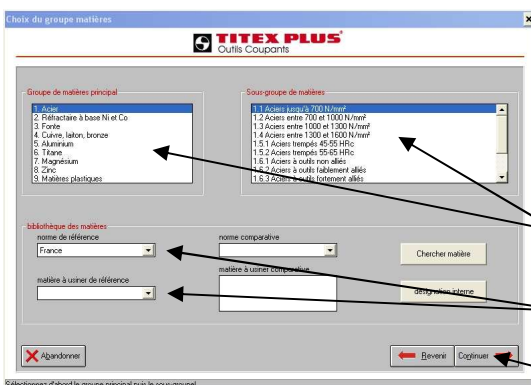 Choix du groupe matières
TITEX PLUS
Outils Coupants
Groupe de matières principal
1. Acier
2. Réfractaire à base Ni et Co
3. Fonte
4. Cuivre, laiton, bronze
5. Aluminium
6. Titane
7. Magnésium
8. Zinc
9. Matières plastiques
Sous-groupe de matières
1.1 Aciers jusqu'à 700 N/mm²
1.2 Aciers entre 700 et 1000 N/mm²
1.3 Aciers entre 1000 et 1300 N/mm²
1.4 Aciers entre 1300 et 1600 N/mm²
1.5.1 Aciers trempés 45-55 HRc
1.5.2 Aciers trempés 55-65 HRc
1.6.1 Aciers à outils non alliés
1.6.2 Aciers à outils faiblement alliés
1.6.3 Aciers à outils fortement alliés
bibliothèque des matières
norme de référence
France
norme comparative
Chercher matière
matière à usiner de référence
matière à usiner comparative
désignation interne
Abandonner
Revenir
Continuer
Sélectionnez d'abord le groupe principal puis le sous-groupe!